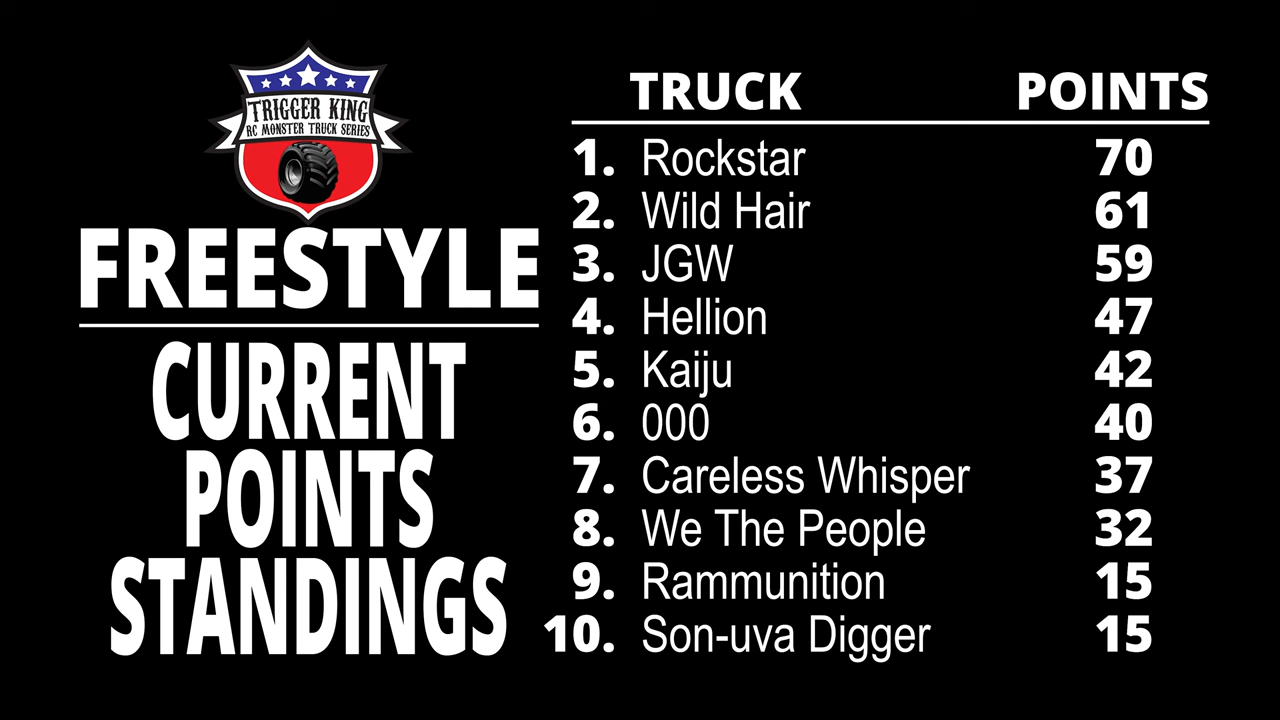 TRIGGER KING
RC MONSTER TRUCK SERIES
FREESTYLE
CURRENT
POINTS
STANDINGS
TRUCK POINTS
1. Rockstar 70
2. Wild Hair 61
3. JGW 59
4. Hellion 47
5. Kaiju 42
6. 000 40
7. Careless Whisper 37
8. We The People 32
9. Rammunition 15
10. Son-uva Digger 15